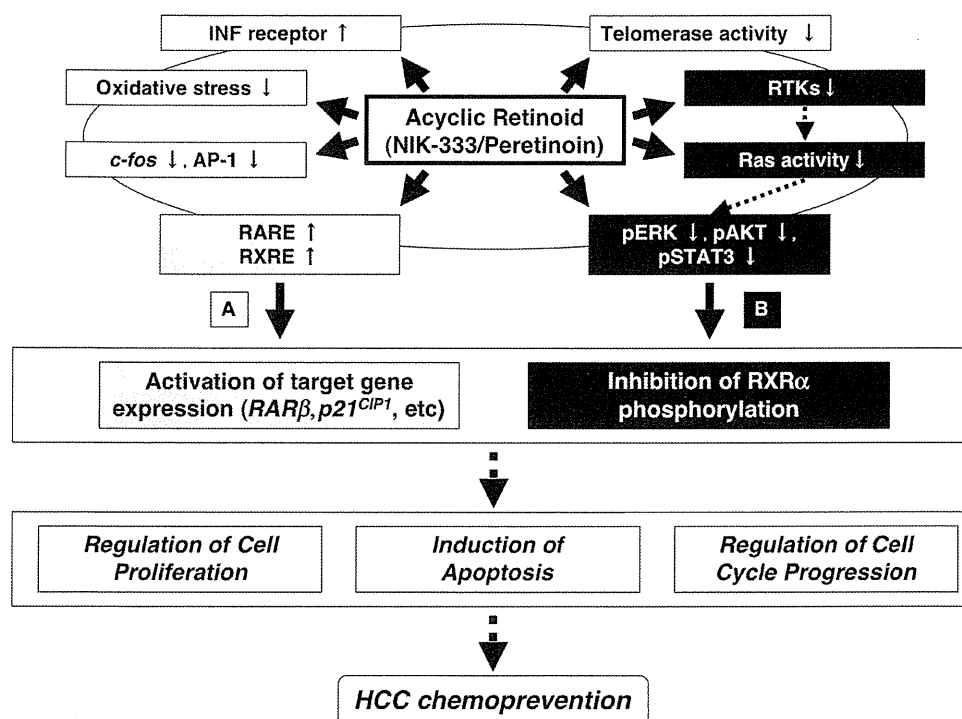 INF receptor ↑
Telomerase activity ↓
Oxidative stress ↓
RTKs ↓
Acyclic Retinoid
(NIK-333/Peretinoin)
c-fos ↓, AP-1 ↓
Ras activity ↓
RARE ↑
RXRE ↑
pERK ↓, pAKT ↓,
pSTAT3 ↓
A
B
Activation of target gene
expression (RARβ, p21CIP1, etc)
Inhibition of RXRα
phosphorylation
Regulation of Cell
Proliferation
Induction of
Apoptosis
Regulation of Cell
Cycle Progression
HCC chemoprevention